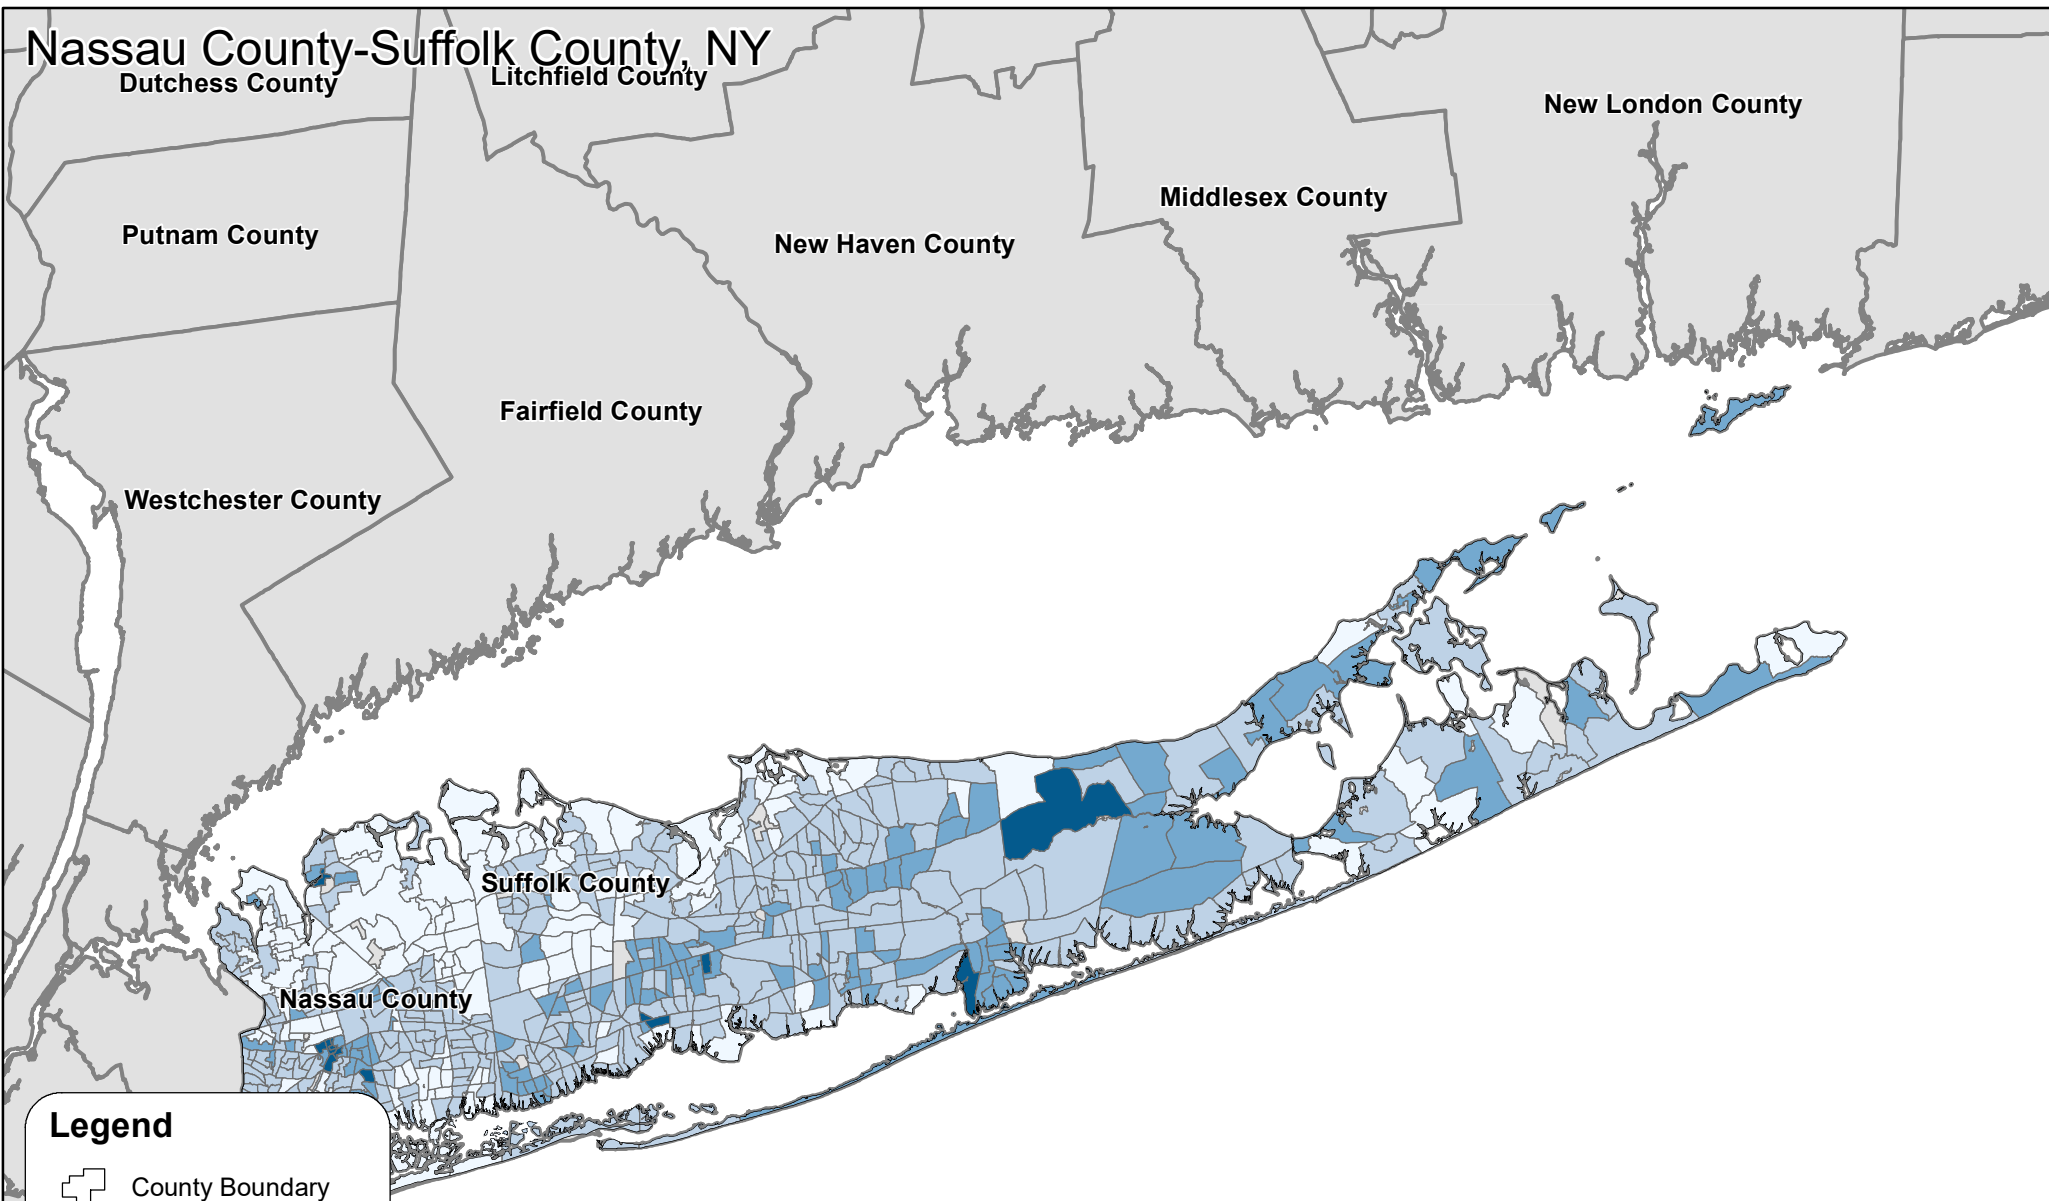 Nassau County-Suffolk County, NY
Dutchess County
Litchfield County
New London County
Middlesex County
Putnam County
New Haven County
Fairfield County
Westchester County
Suffolk County
Nassau County
Legend
County Boundary